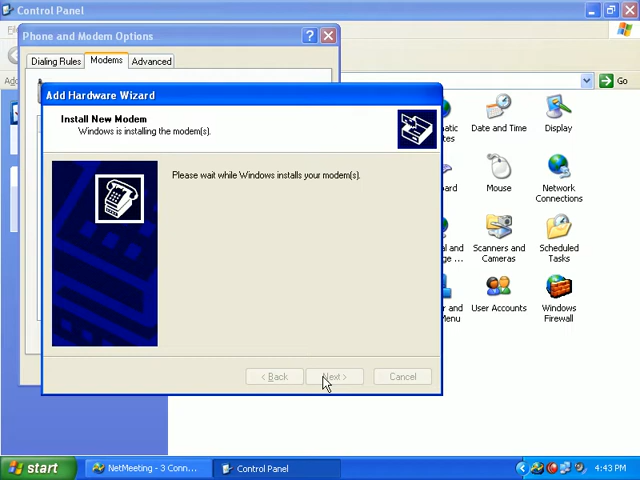 Control Panel
Phone and Modem Options
Dialing Rules
Modems
Advanced
Go
Add Hardware Wizard
Install New Modem
Windows is installing the modem(s).
Please wait while Windows installs your modem(s).
< Back
Next >
Cancel
Date and Time
Display
Mouse
Network
Connections
Scanners and
Cameras
Scheduled
Tasks
User Accounts
Windows
Firewall
start
NetMeeting - 3 Conn...
Control Panel
4:43 PM